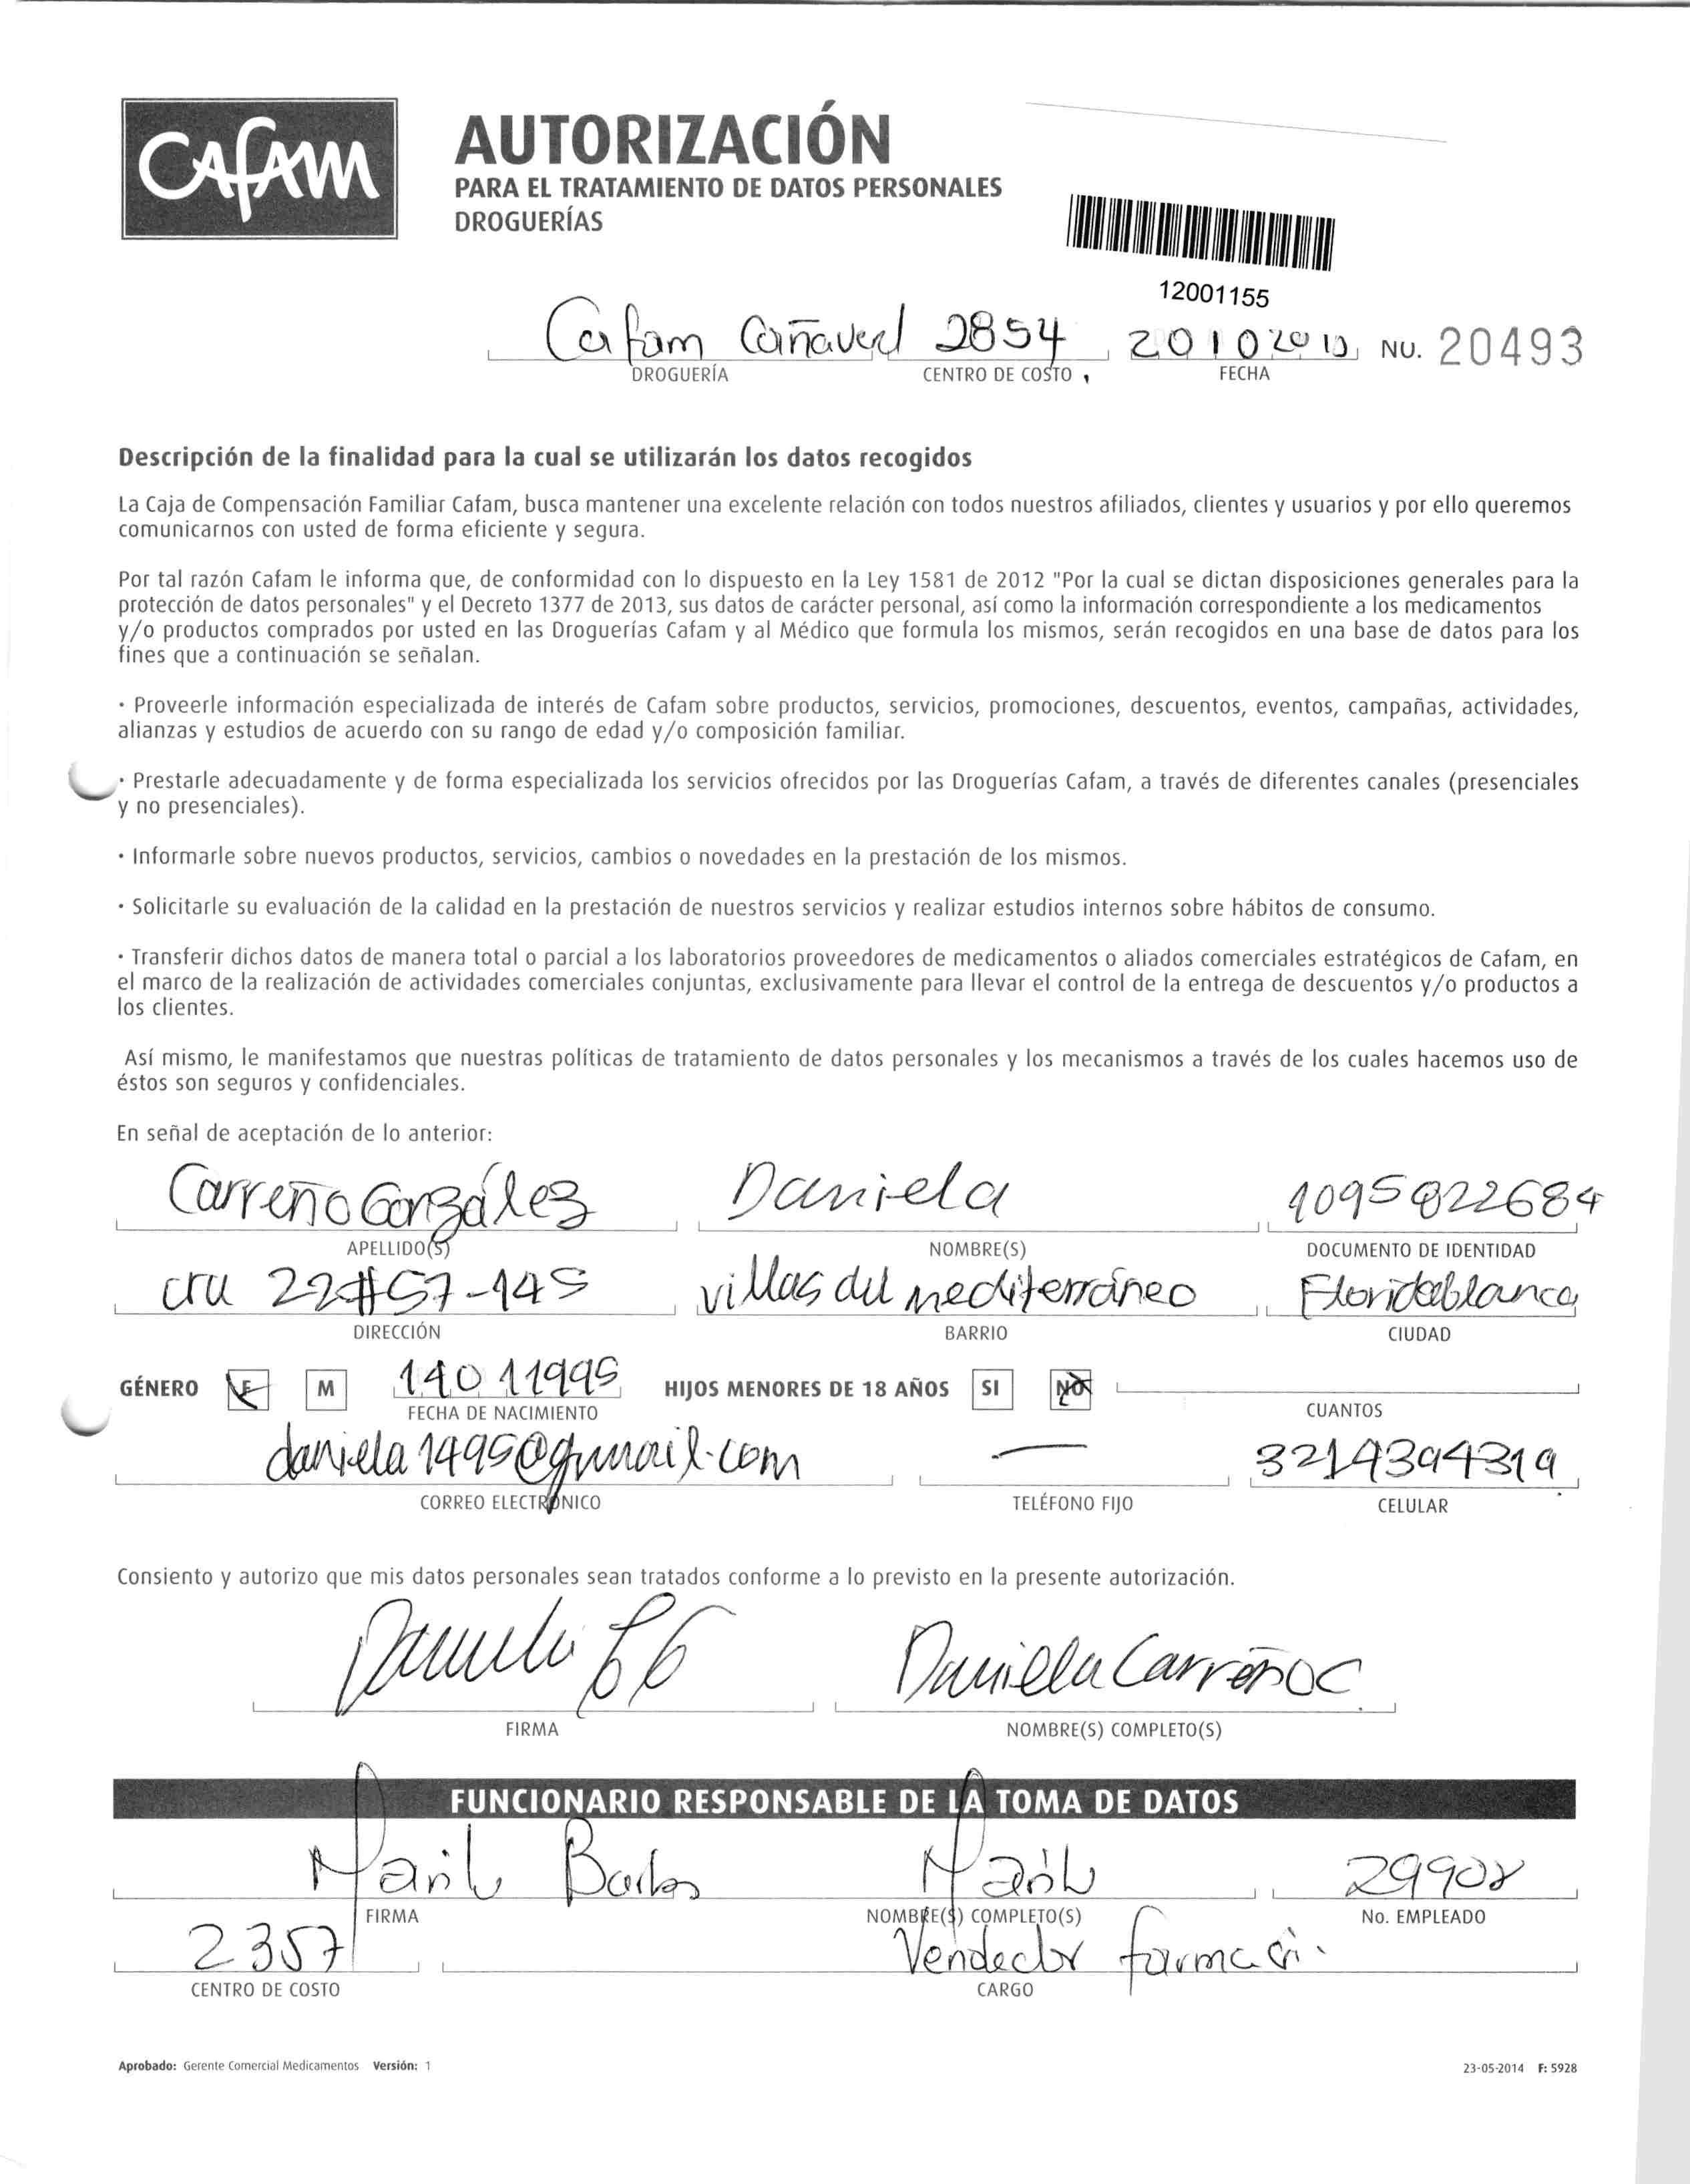 CAFAM
AUTORIZACIÓN
PARA EL TRATAMIENTO DE DATOS PERSONALES
DROGUERÍAS
12001155
Cafam Cañaveral 2854 NU. 20493
DROGUERÍA CENTRO DE COSTO FECHA
Descripción de la finalidad para la cual se utilizarán los datos recogidos
La Caja de Compensación Familiar Cafam, busca mantener una excelente relación con todos nuestros afiliados, clientes y usuarios y por ello queremos
comunicarnos con usted de forma eficiente y segura.
Por tal razón Cafam le informa que, de conformidad con lo dispuesto en la Ley 1581 de 2012 "Por la cual se dictan disposiciones generales para la
protección de datos personales" y el Decreto 1377 de 2013, sus datos de carácter personal, así como la información correspondiente a los medicamentos
y/o productos comprados por usted en las Droguerías Cafam y al Médico que formula los mismos, serán recogidos en una base de datos para los
fines que a continuación se señalan.
· Proveerle información especializada de interés de Cafam sobre productos, servicios, promociones, descuentos, eventos, campañas, actividades,
alianzas y estudios de acuerdo con su rango de edad y/o composición familiar.
· Prestarle adecuadamente y de forma especializada los servicios ofrecidos por las Droguerías Cafam, a través de diferentes canales (presenciales
y no presenciales).
· Informarle sobre nuevos productos, servicios, cambios o novedades en la prestación de los mismos.
· Solicitarle su evaluación de la calidad en la prestación de nuestros servicios y realizar estudios internos sobre hábitos de consumo.
· Transferir dichos datos de manera total o parcial a los laboratorios proveedores de medicamentos o aliados comerciales estratégicos de Cafam, en
el marco de la realización de actividades comerciales conjuntas, exclusivamente para llevar el control de la entrega de descuentos y/o productos a
los clientes.
Así mismo, le manifestamos que nuestras políticas de tratamiento de datos personales y los mecanismos a través de los cuales hacemos uso de
éstos son seguros y confidenciales.
En señal de aceptación de lo anterior:
Carreño González Daniela 1095822684
APELLIDO(S) NOMBRE(S) DOCUMENTO DE IDENTIDAD
cra 22#57-145 villas del mediterráneo Floridablanca
DIRECCIÓN BARRIO CIUDAD
GÉNERO F M 14011995 HIJOS MENORES DE 18 AÑOS SI NO
FECHA DE NACIMIENTO CUANTOS
daniela1495@gmail.com — 3214394319
CORREO ELECTRÓNICO TELÉFONO FIJO CELULAR
Consiento y autorizo que mis datos personales sean tratados conforme a lo previsto en la presente autorización.
Daniela Carreño
FIRMA NOMBRE(S) COMPLETO(S)
FUNCIONARIO RESPONSABLE DE LA TOMA DE DATOS
29908
FIRMA NOMBRE(S) COMPLETO(S) No. EMPLEADO
2357 Vendedor
CENTRO DE COSTO CARGO
Aprobado: Gerente Comercial Medicamentos Versión: 1 23-05-2014 F: 5928